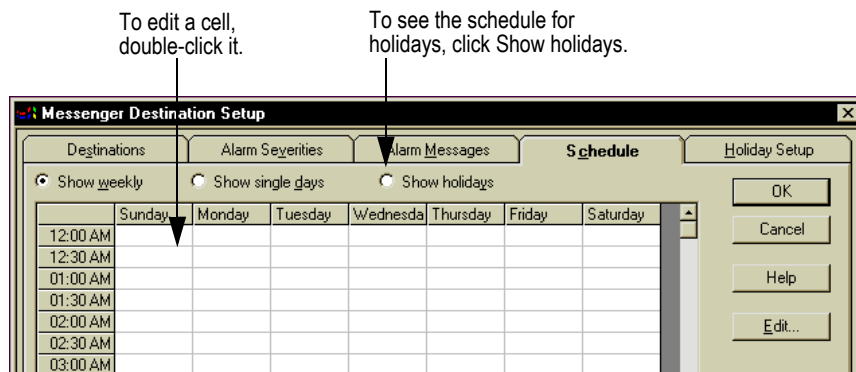 To edit a cell,
double-click it.
To see the schedule for
holidays, click Show holidays.
Messenger Destination Setup
Destinations Alarm Severities Alarm Messages Schedule Holiday Setup
Show weekly Show single days Show holidays
OK
Cancel
Help
Edit...
Sunday Monday Tuesday Wednesda Thursday Friday Saturday
12:00 AM
12:30 AM
01:00 AM
01:30 AM
02:00 AM
02:30 AM
03:00 AM